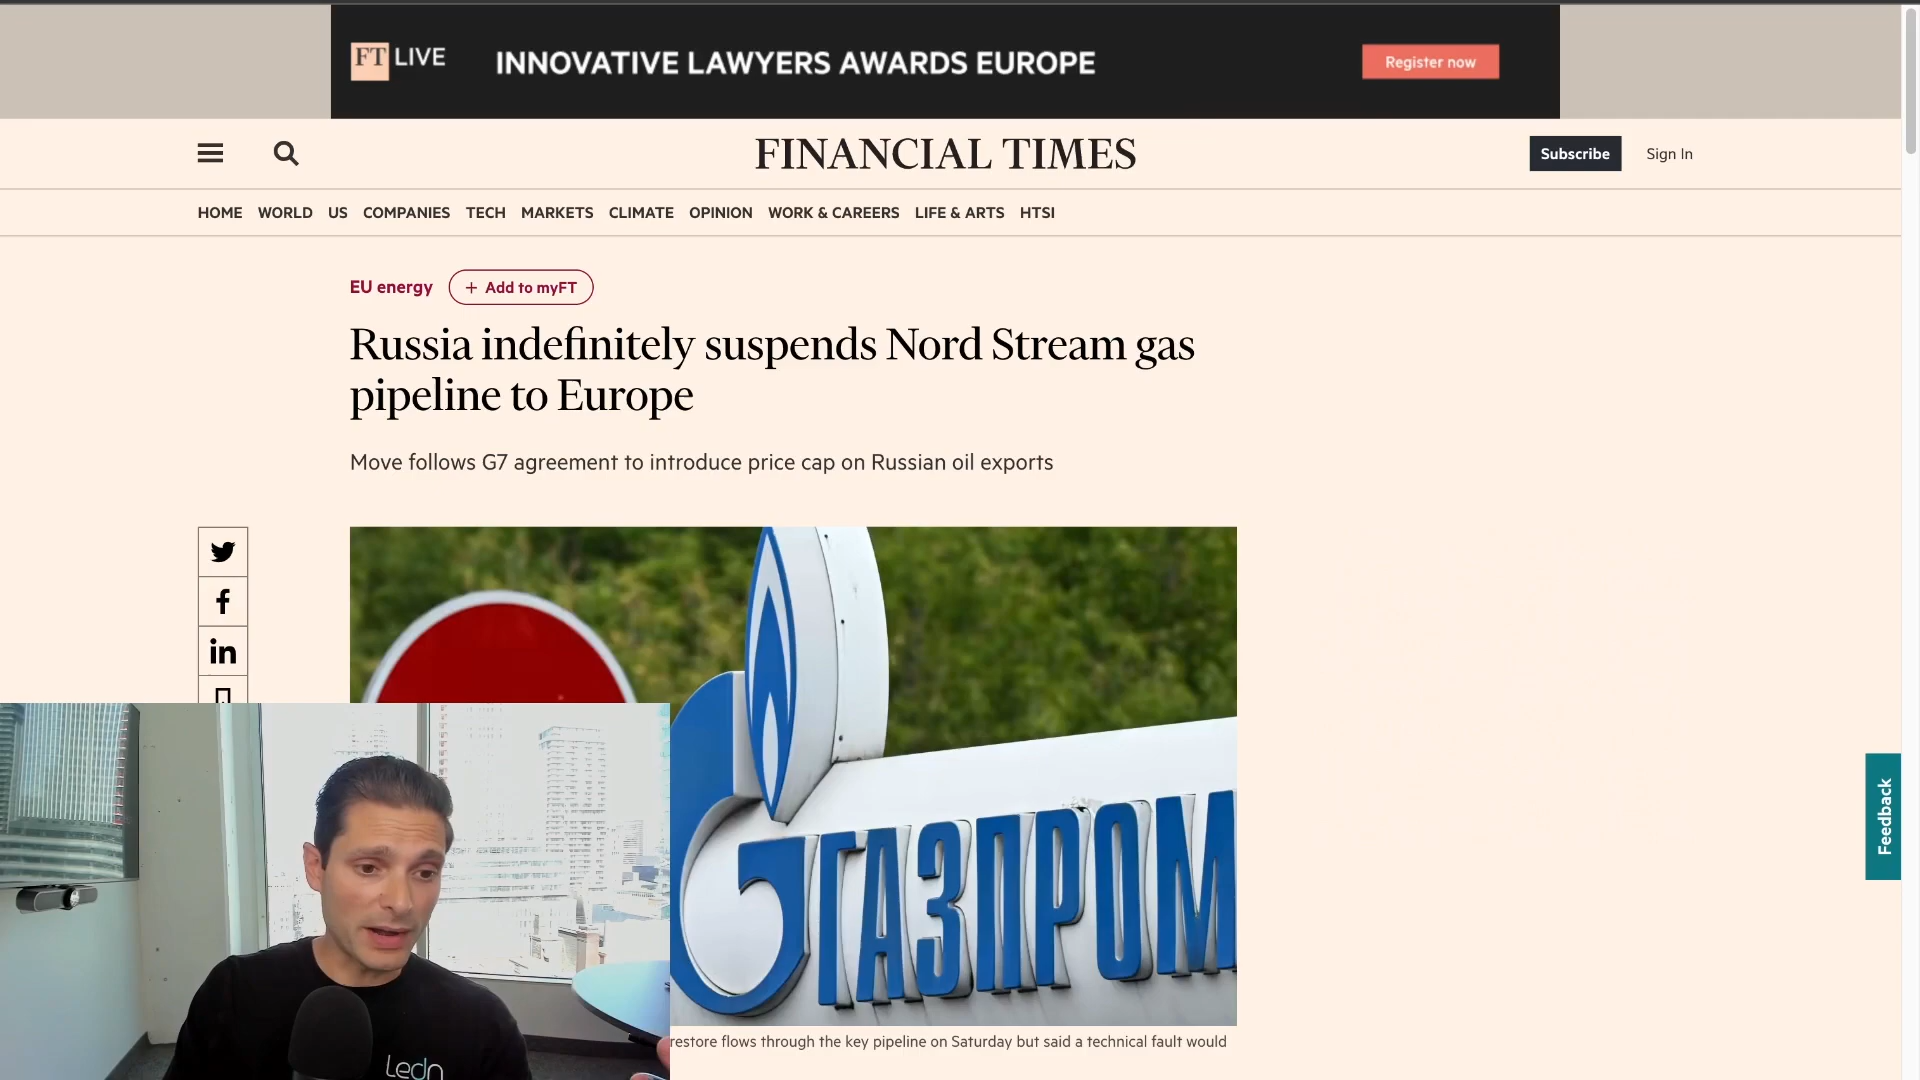 FT LIVE
INNOVATIVE LAWYERS AWARDS EUROPE
Register now
FINANCIAL TIMES
Subscribe
Sign In
HOME WORLD US COMPANIES TECH MARKETS CLIMATE OPINION WORK & CAREERS LIFE & ARTS HTSI
EU energy
+ Add to myFT
Russia indefinitely suspends Nord Stream gas
pipeline to Europe
Move follows G7 agreement to introduce price cap on Russian oil exports
ГАЗПРОМ
Feedback
restore flows through the key pipeline on Saturday but said a technical fault would
Ledn